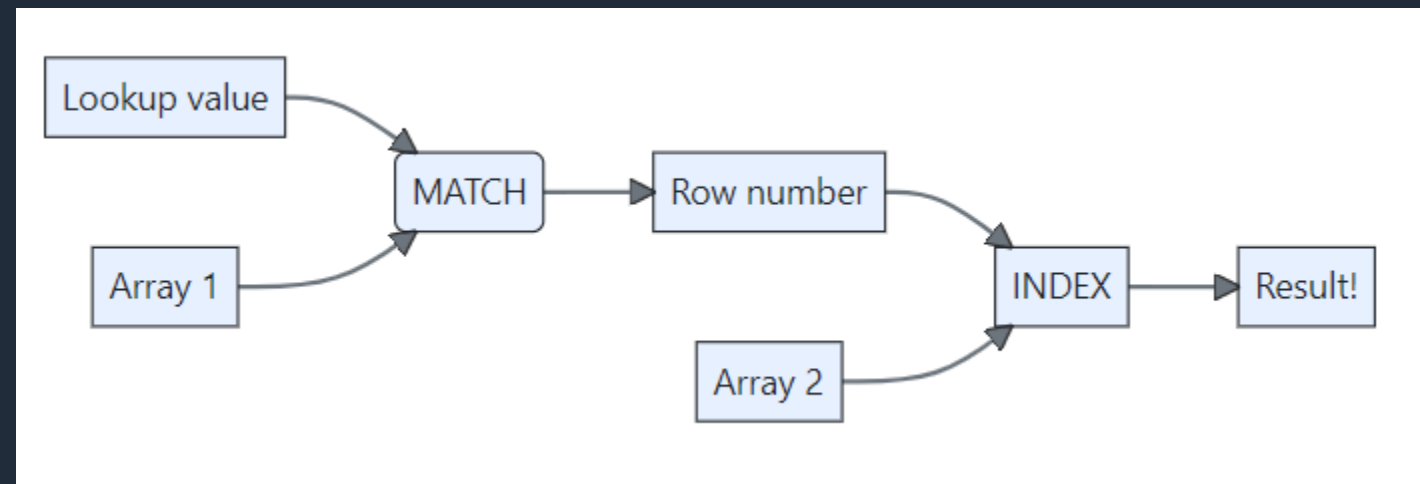 Lookup value
Array 1
MATCH
Row number
Array 2
INDEX
Result!